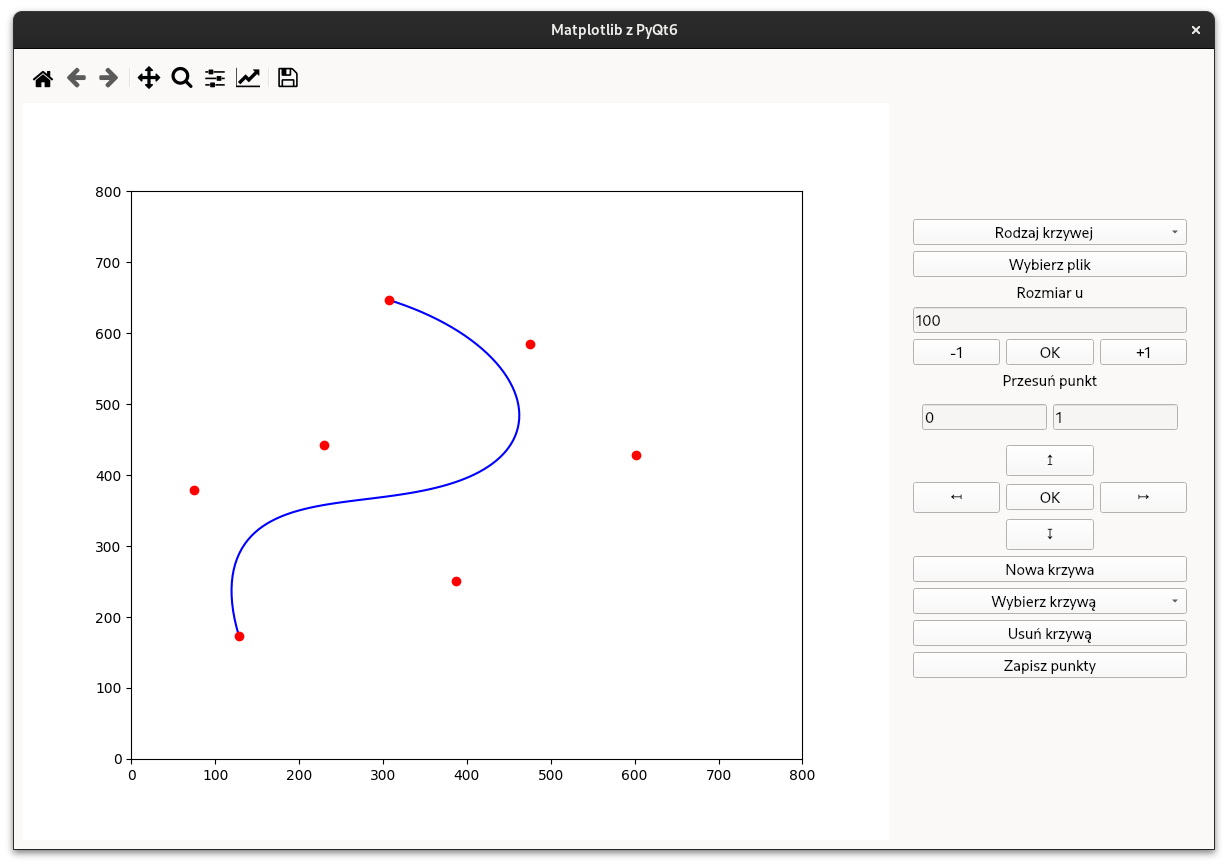 Matplotlib z PyQt6
800
700
600
500
400
300
200
100
0
0 100 200 300 400 500 600 700 800
Rodzaj krzywej
Wybierz plik
Rozmiar u
100
-1 OK +1
Przesuń punkt
0 1
↥
↤ OK ↦
↧
Nowa krzywa
Wybierz krzywą
Usuń krzywą
Zapisz punkty